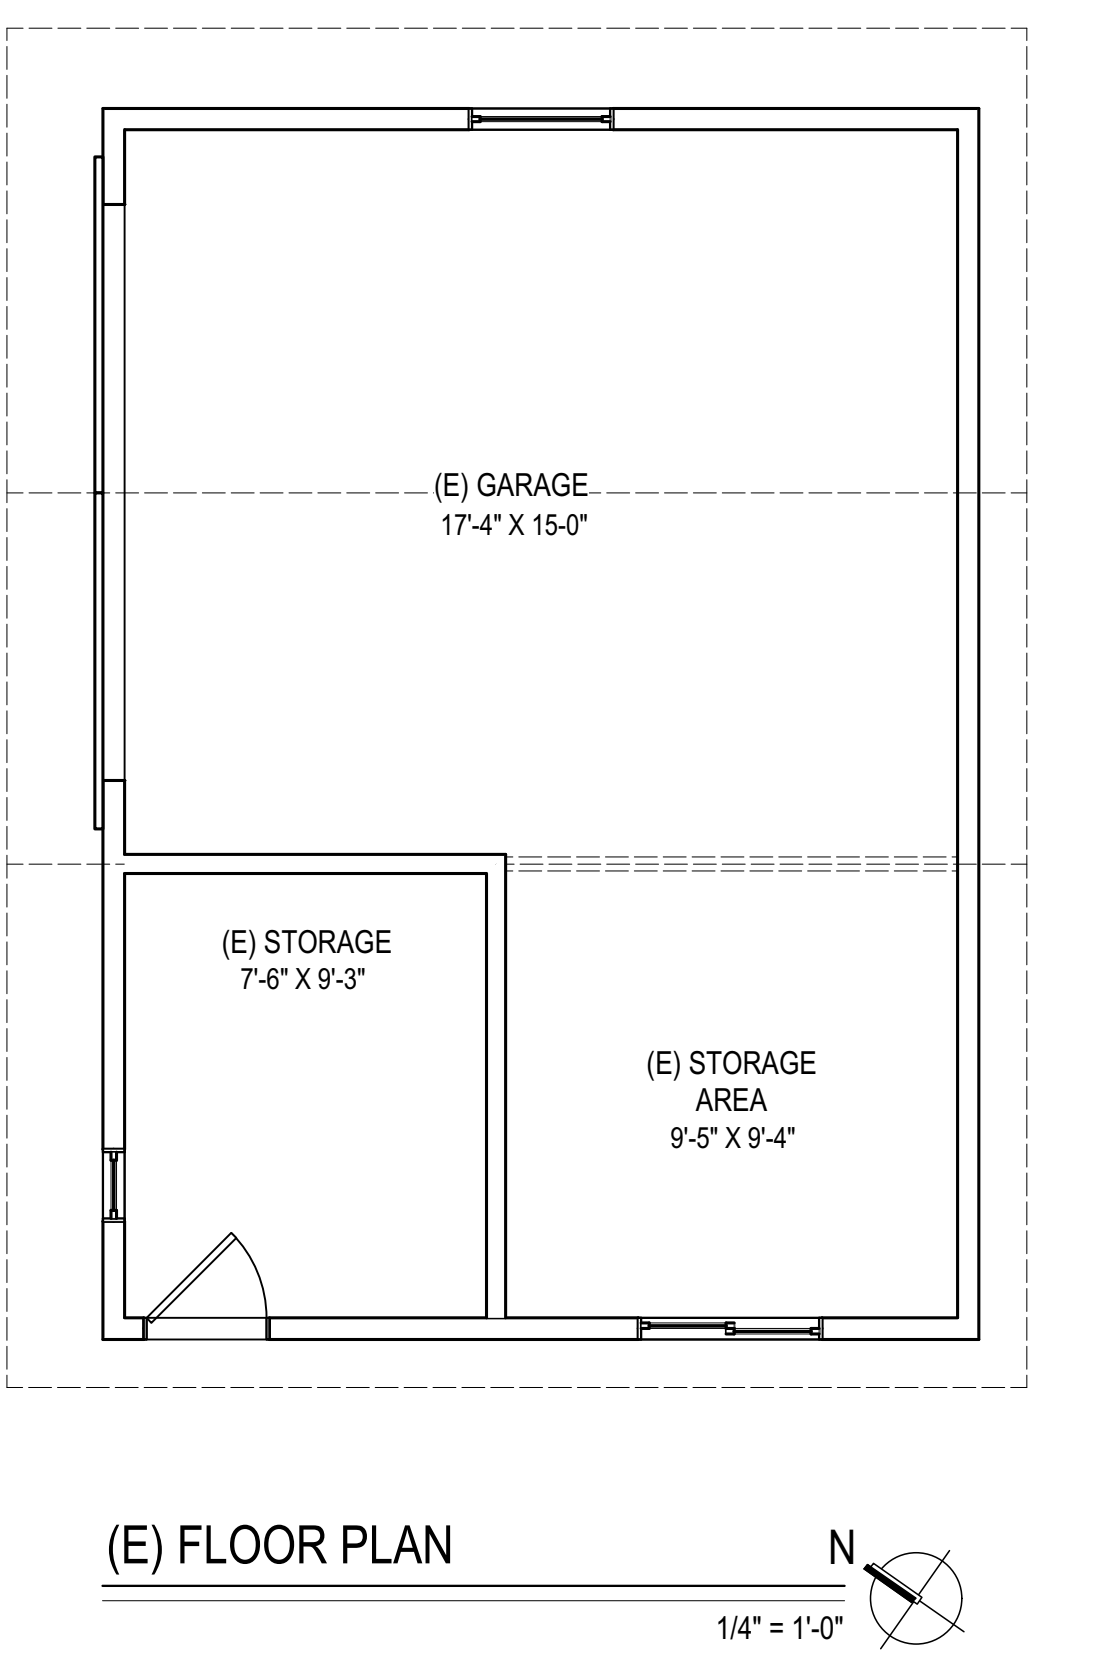 (E) GARAGE
17'-4" X 15-0"
(E) STORAGE
7'-6" X 9'-3"
(E) STORAGE
AREA
9'-5" X 9'-4"
(E) FLOOR PLAN
N
1/4" = 1'-0"